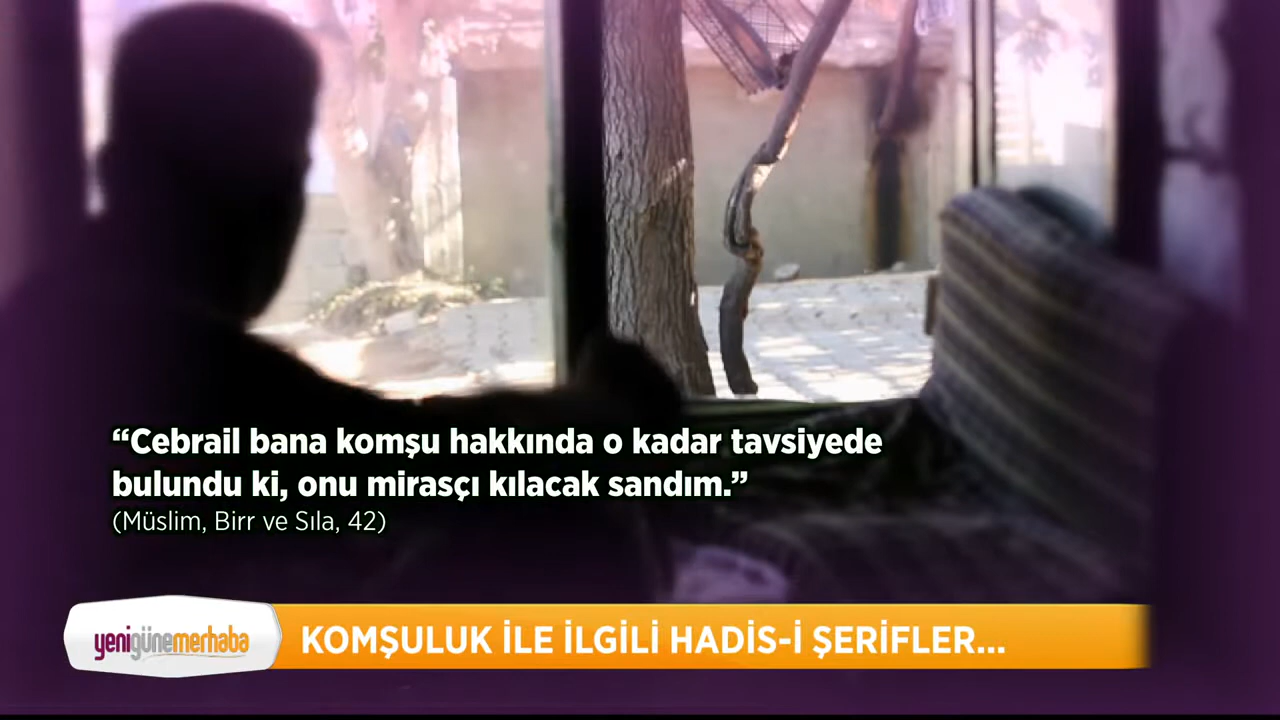 “Cebrail bana komşu hakkında o kadar tavsiyede
bulundu ki, onu mirasçı kılacak sandım.”
(Müslim, Birr ve Sıla, 42)
yenigünemerhaba
KOMŞULUK İLE İLGİLİ HADİS-İ ŞERİFLER...